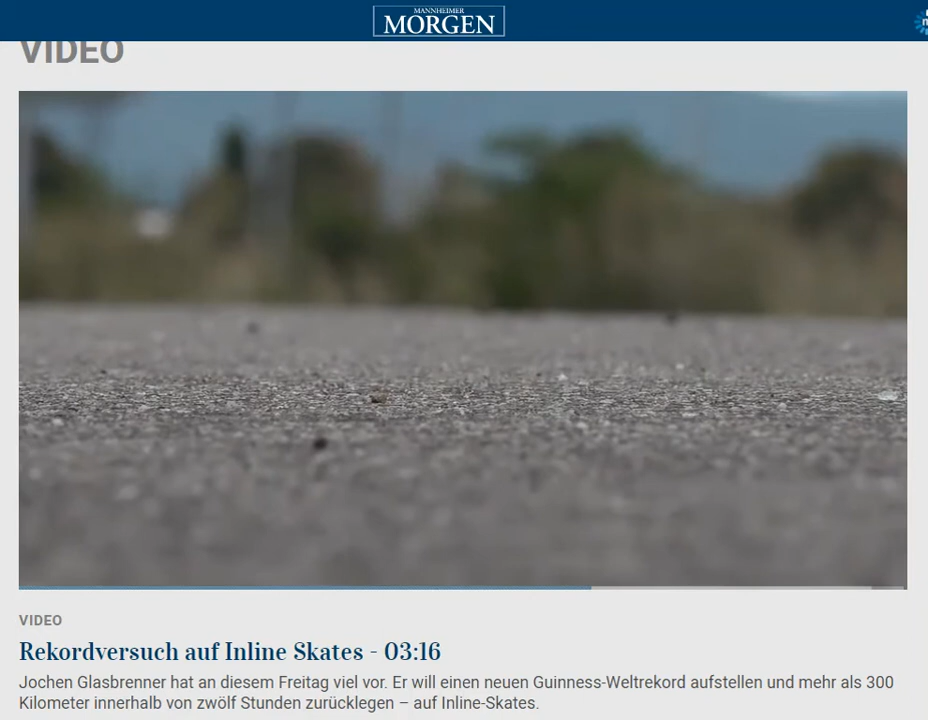 MANNHEIMER
MORGEN
VIDEO
VIDEO
Rekordversuch auf Inline Skates - 03:16
Jochen Glasbrenner hat an diesem Freitag viel vor. Er will einen neuen Guinness-Weltrekord aufstellen und mehr als 300
Kilometer innerhalb von zwölf Stunden zurücklegen – auf Inline-Skates.